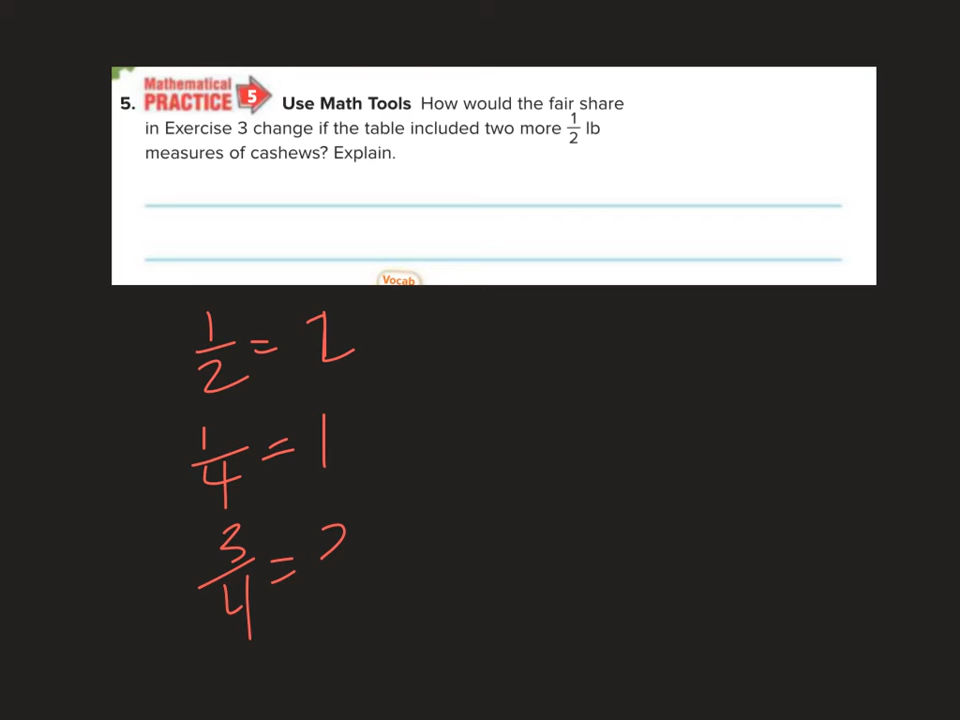 Mathematical
PRACTICE 5
5. Use Math Tools How would the fair share
in Exercise 3 change if the table included two more 1/2 lb
measures of cashews? Explain.
Vocab
1/2 = 2
1/4 = 1
3/4 =